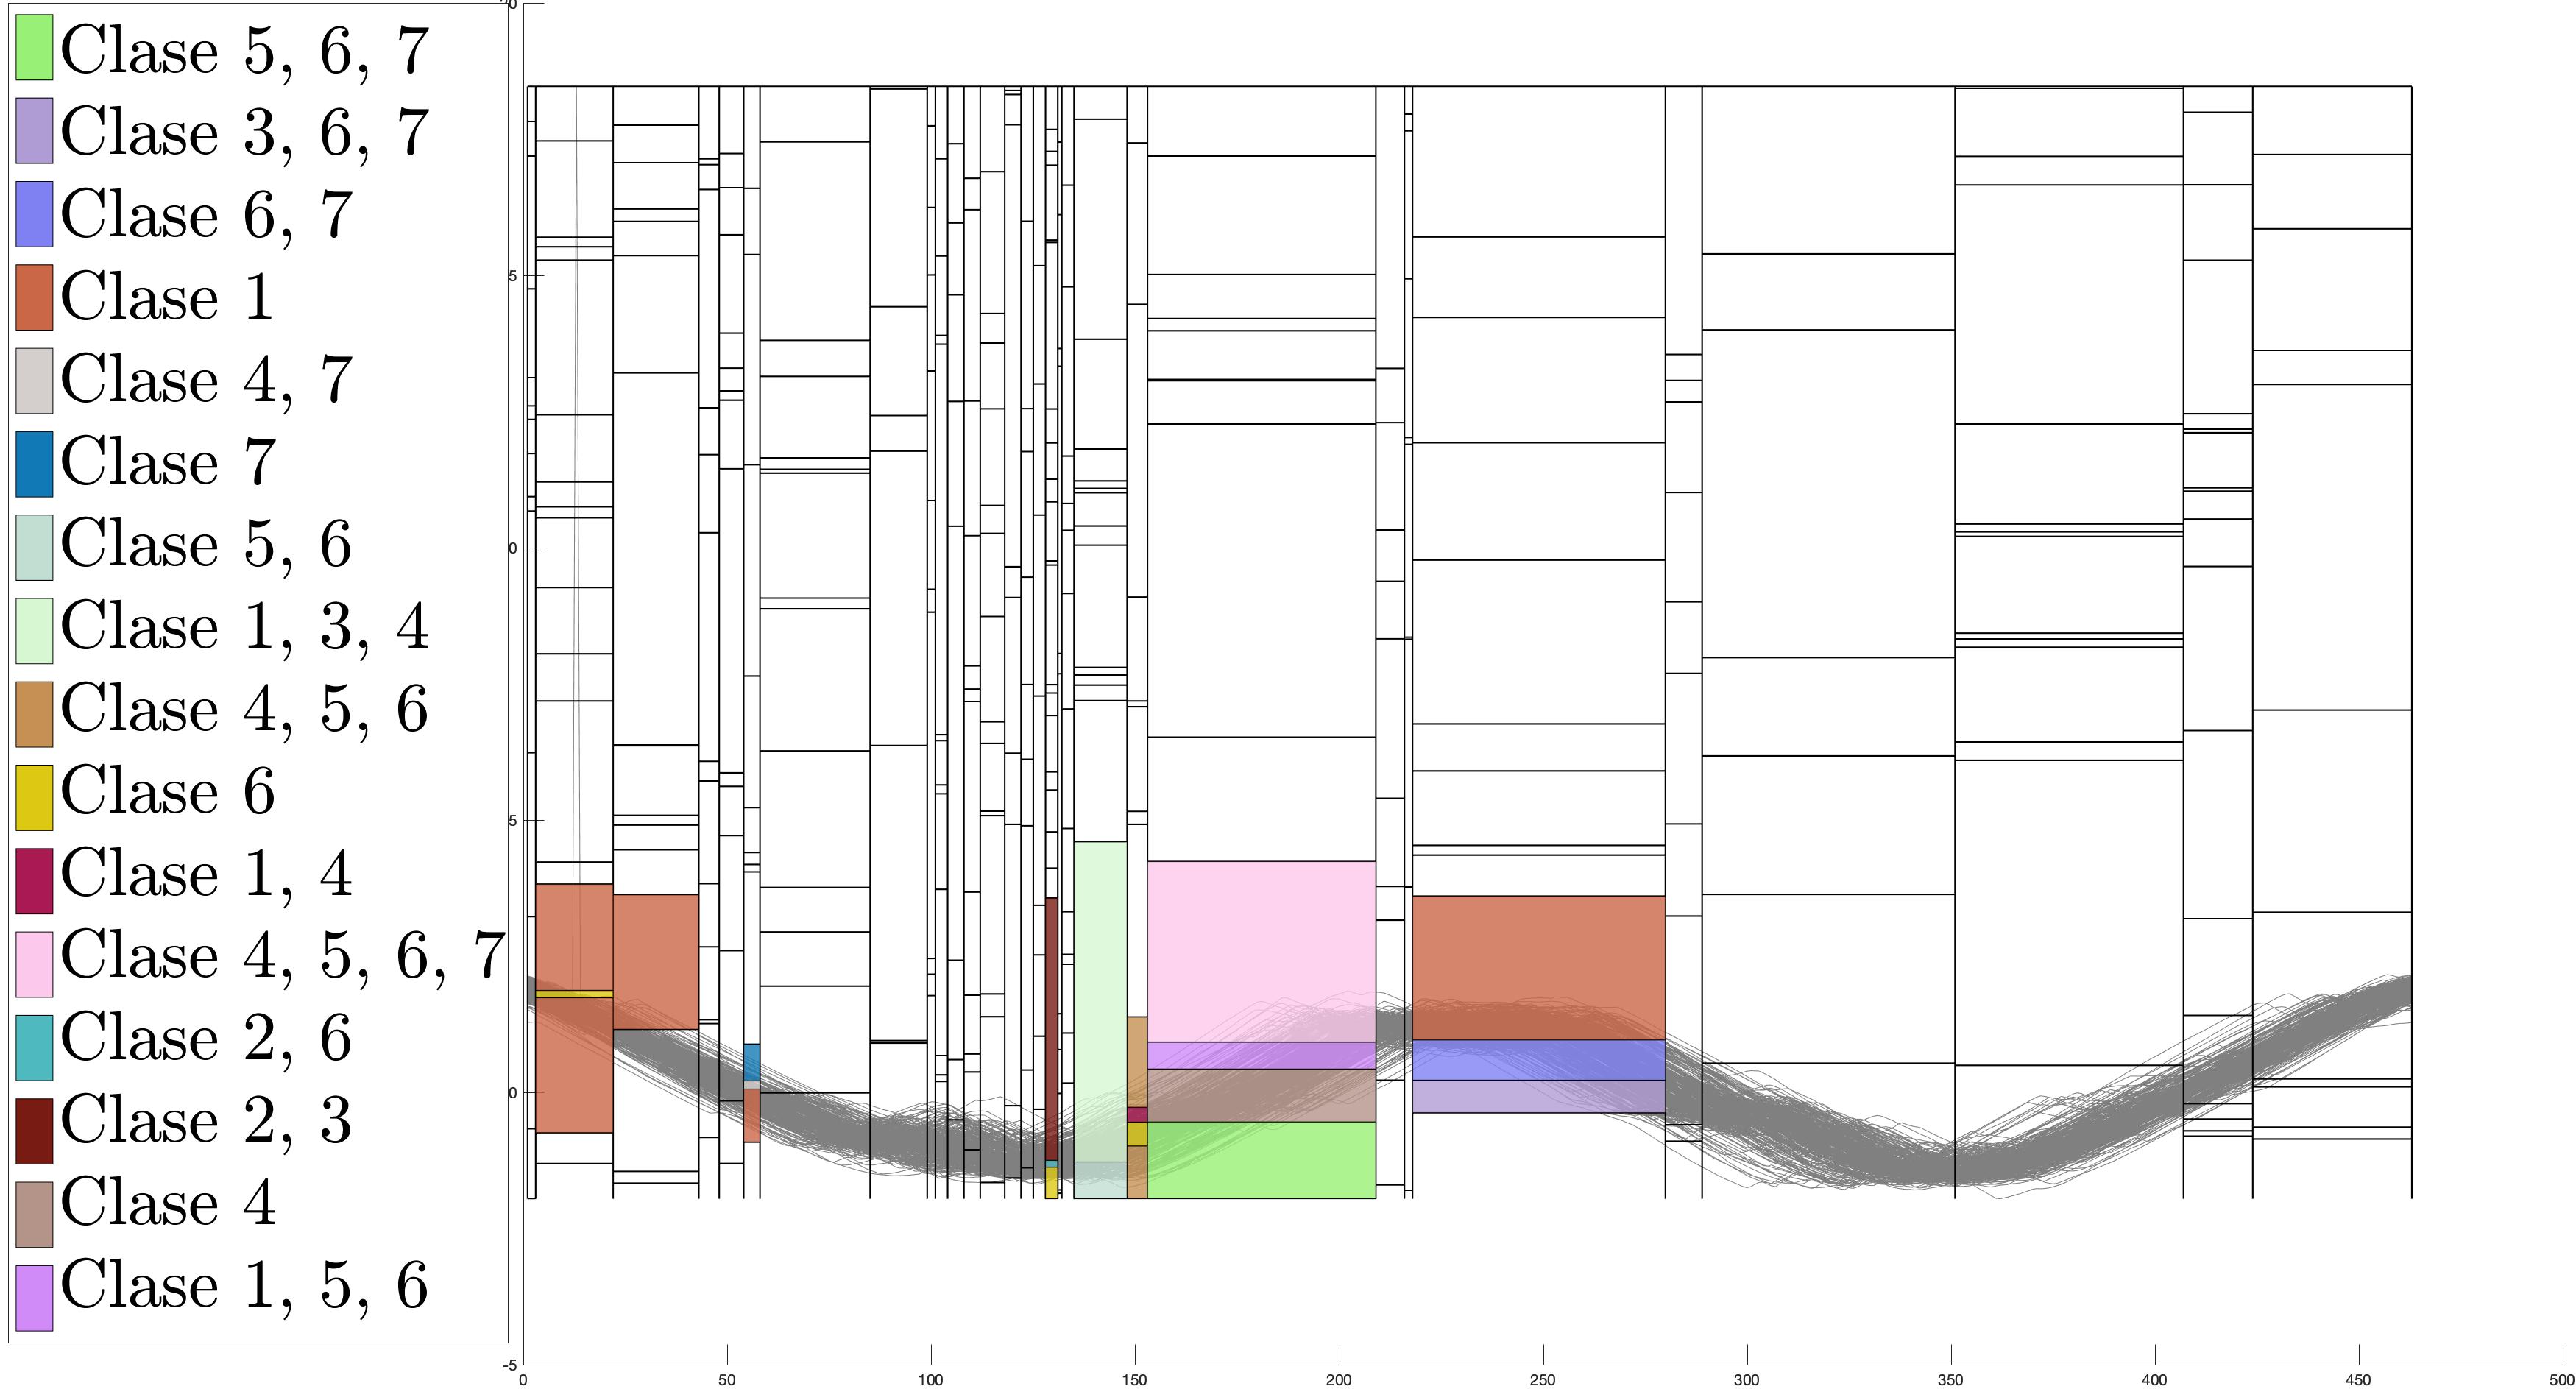 Clase 5, 6, 7
Clase 3, 6, 7
Clase 6, 7
Clase 1
Clase 4, 7
Clase 7
Clase 5, 6
Clase 1, 3, 4
Clase 4, 5, 6
Clase 6
Clase 1, 4
Clase 4, 5, 6, 7
Clase 2, 6
Clase 2, 3
Clase 4
Clase 1, 5, 6
0
5
0
5
0
-5
0 50 100 150 200 250 300 350 400 450 500